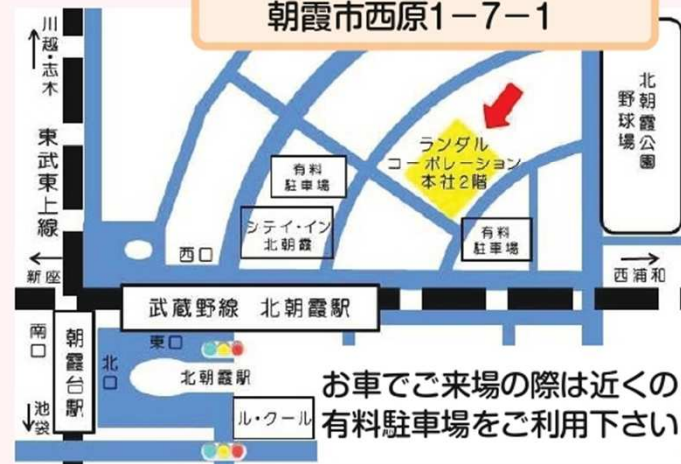 朝霞市西原1-7-1
川越・志木
東武東上線
新座
北朝霞公園
野球場
ランダル
コーポレーション
本社2階
有料
駐車場
シティ・イン
北朝霞
有料
駐車場
西口
西浦和
武蔵野線 北朝霞駅
南口
朝霞台駅
北口
東口
北朝霞駅
池袋
ル・クール
お車でご来場の際は近くの
有料駐車場をご利用下さい